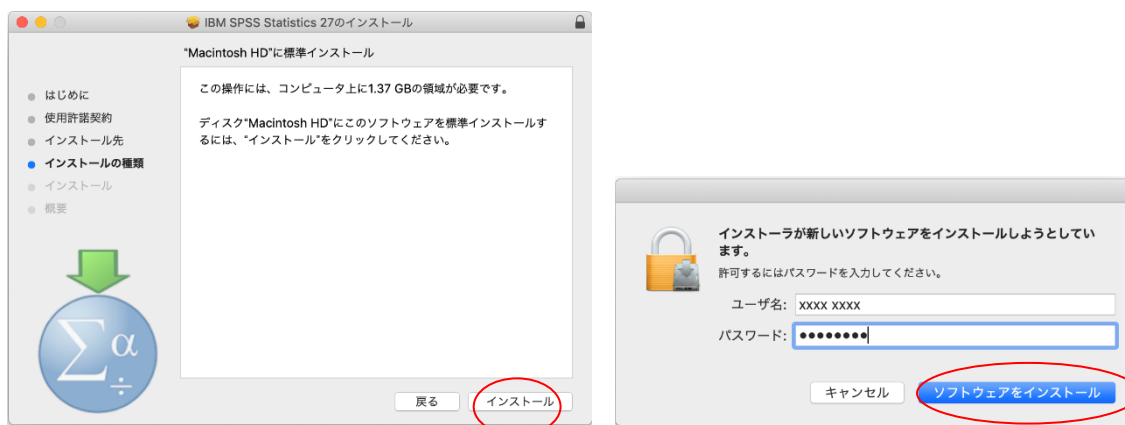 IBM SPSS Statistics 27のインストール
"Macintosh HD"に標準インストール
はじめに
使用許諾契約
インストール先
インストールの種類
インストール
概要
この操作には、コンピュータ上に1.37 GBの領域が必要です。
ディスク"Macintosh HD"にこのソフトウェアを標準インストールす
るには、"インストール"をクリックしてください。
Σ α ÷
戻る
インストール
インストーラが新しいソフトウェアをインストールしようとしてい
ます。
許可するにはパスワードを入力してください。
ユーザ名: xxxx xxxx
パスワード: ●●●●●●●●
キャンセル
ソフトウェアをインストール